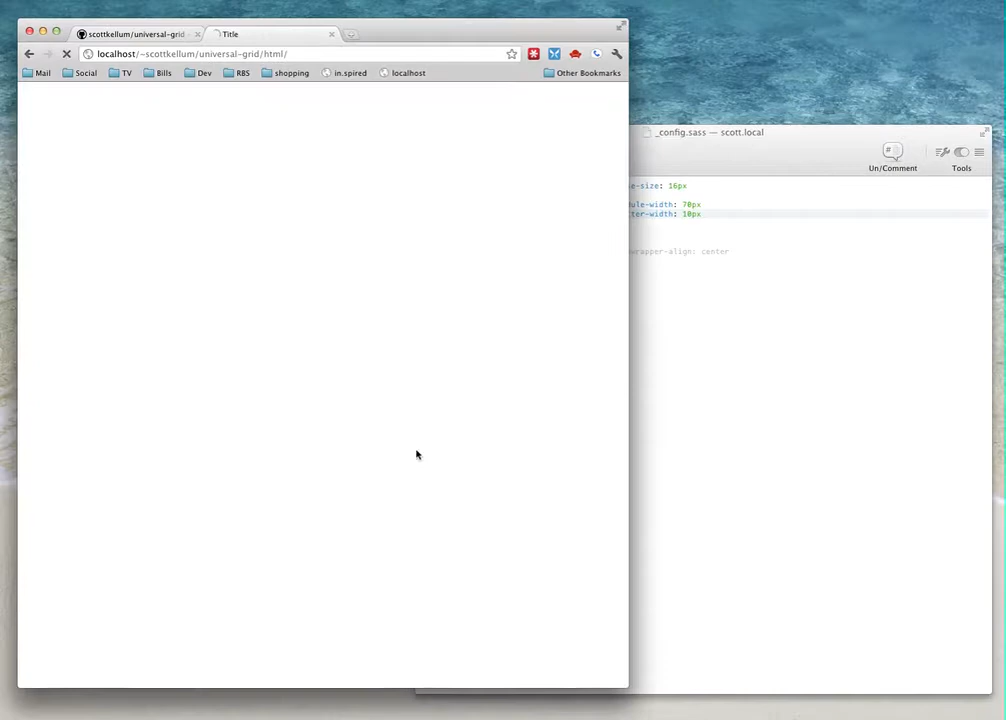 scottkellum/universal-grid
Title
localhost/~scottkellum/universal-grid/html/
Mail
Social
TV
Bills
Dev
RBS
shopping
in.spired
localhost
Other Bookmarks
_config.sass — scott.local
Un/Comment
Tools
e-size: 16px
ule-width: 70px
ter-width: 10px
wrapper-align: center